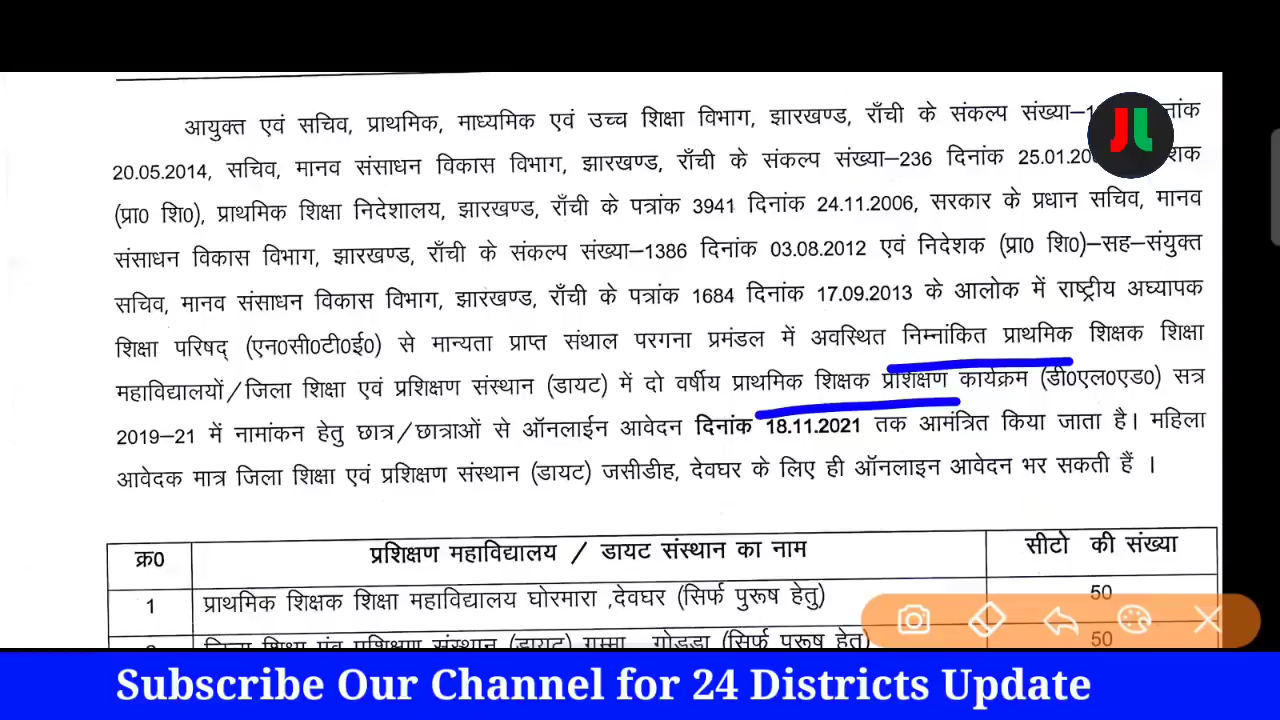 आयुक्त एवं सचिव, प्राथमिक, माध्यमिक एवं उच्च शिक्षा विभाग, झारखण्ड, राँची के संकल्प संख्या–
20.05.2014, सचिव, मानव संसाधन विकास विभाग, झारखण्ड, राँची के संकल्प संख्या–236 दिनांक
(प्रा0 शि0), प्राथमिक शिक्षा निदेशालय, झारखण्ड, राँची के पत्रांक 3941 दिनांक 24.11.2006, सरकार के प्रधान सचिव, मानव
संसाधन विकास विभाग, झारखण्ड, राँची के संकल्प संख्या–1386 दिनांक 03.08.2012 एवं निदेशक (प्रा0 शि0)–सह–संयुक्त
सचिव, मानव संसाधन विकास विभाग, झारखण्ड, राँची के पत्रांक 1684 दिनांक 17.09.2013 के आलोक में राष्ट्रीय अध्यापक
शिक्षा परिषद् (एन0सी0टी0ई0) से मान्यता प्राप्त संथाल परगना प्रमंडल में अवस्थित निम्नांकित प्राथमिक शिक्षक शिक्षा
महाविद्यालयों/जिला शिक्षा एवं प्रशिक्षण संस्थान (डायट) में दो वर्षीय प्राथमिक शिक्षक प्रशिक्षण कार्यक्रम (डी0एल0एड0) सत्र
2019–21 में नामांकन हेतु छात्र/छात्राओं से ऑनलाईन आवेदन दिनांक 18.11.2021 तक आमंत्रित किया जाता है। महिला
आवेदक मात्र जिला शिक्षा एवं प्रशिक्षण संस्थान (डायट) जसीडीह, देवघर के लिए ही ऑनलाइन आवेदन भर सकती हैं ।
क्र0 प्रशिक्षण महाविद्यालय / डायट संस्थान का नाम सीटो की संख्या
1 प्राथमिक शिक्षक शिक्षा महाविद्यालय घोरमारा ,देवघर (सिर्फ पुरूष हेतु) 50
(डायट) (सिर्फ पुरूष हेतु) 50
Subscribe Our Channel for 24 Districts Update